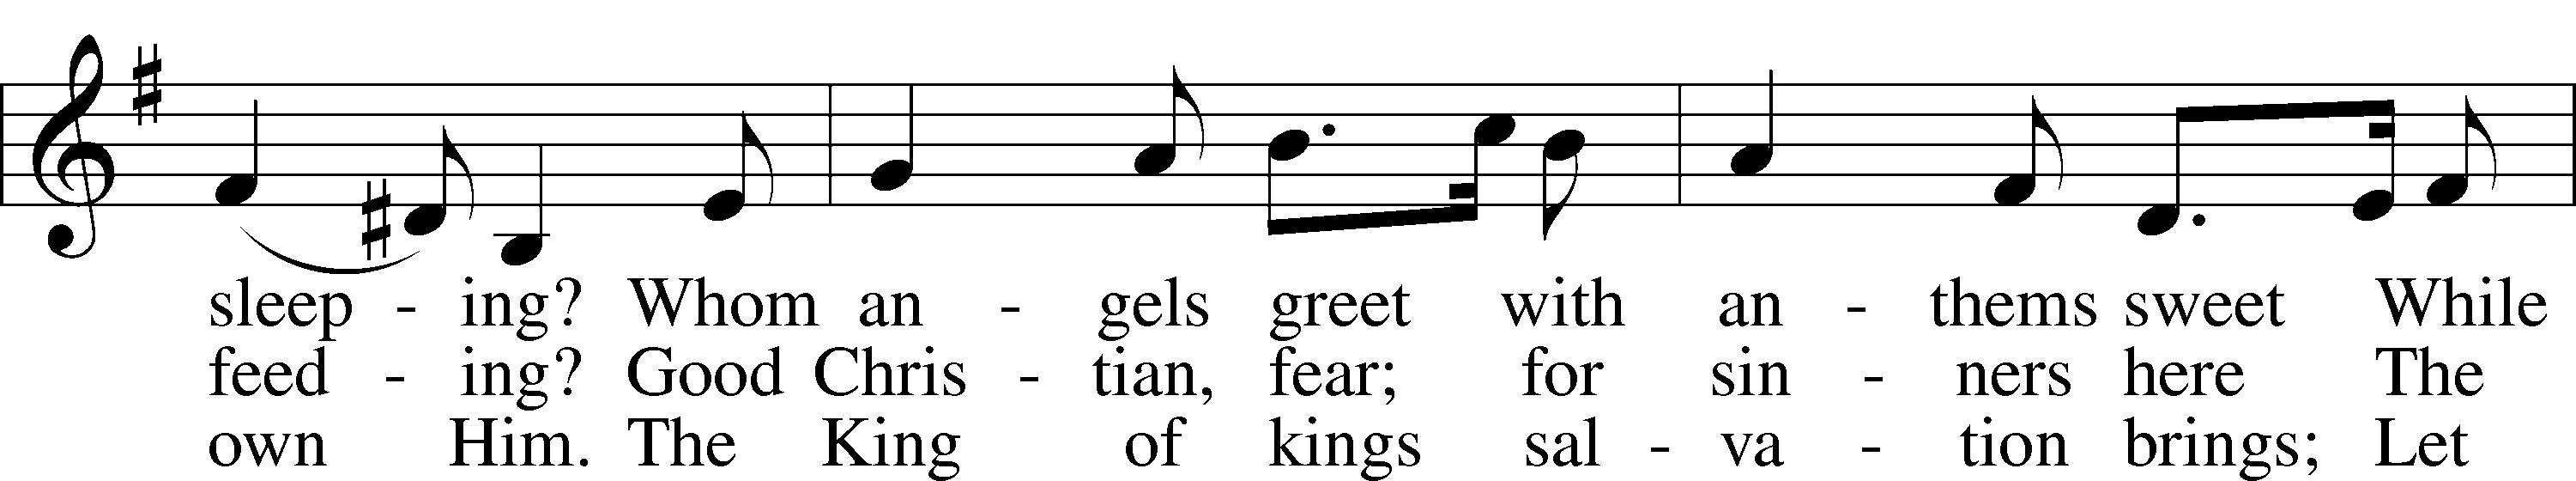 sleep - ing? Whom an - gels greet with an - thems sweet While
feed - ing? Good Chris - tian, fear; for sin - ners here The
own Him. The King of kings sal - va - tion brings; Let